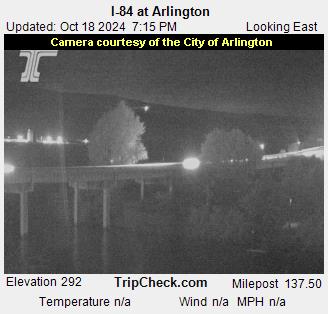 I-84 at Arlington
Updated: Oct 18 2024 7:15 PM Looking East
Camera courtesy of the City of Arlington
Elevation 292 TripCheck.com Milepost 137.50
Temperature n/a Wind n/a MPH n/a